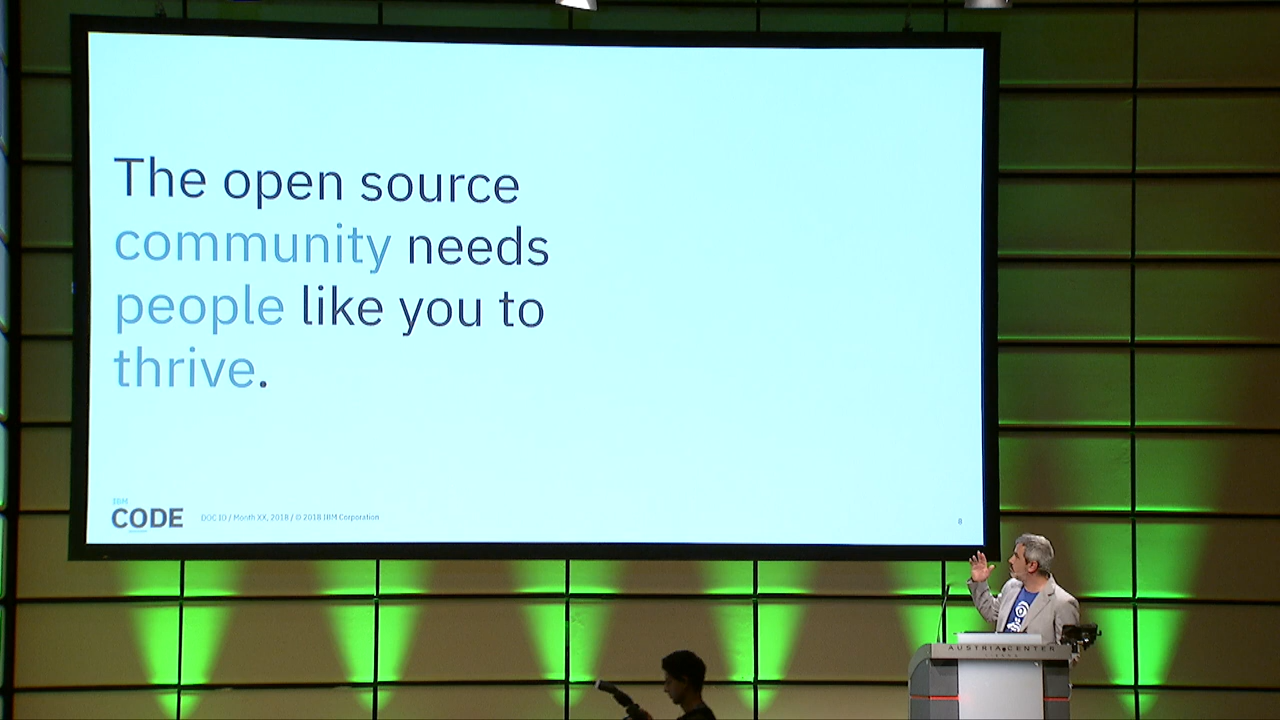 The open source
community needs
people like you to
thrive.
IBM
CODE
DOC ID / Month XX, 2018 / © 2018 IBM Corporation
8
AUSTRIA CENTER